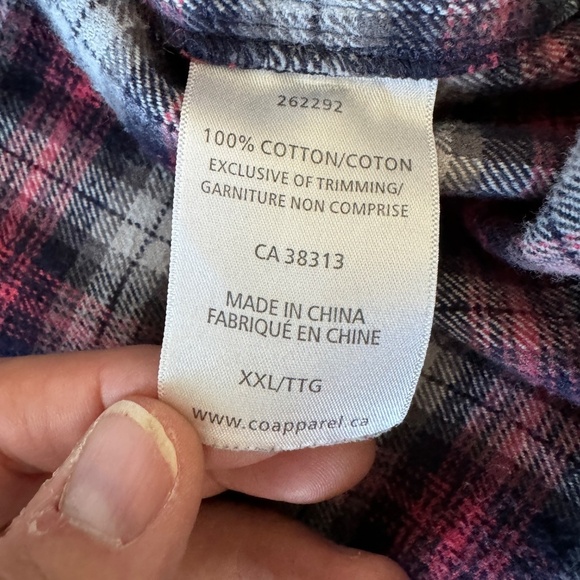 262292
100% COTTON/COTON
EXCLUSIVE OF TRIMMING/
GARNITURE NON COMPRISE
CA 38313
MADE IN CHINA
FABRIQUÉ EN CHINE
XXL/TTG
www.coapparel.ca